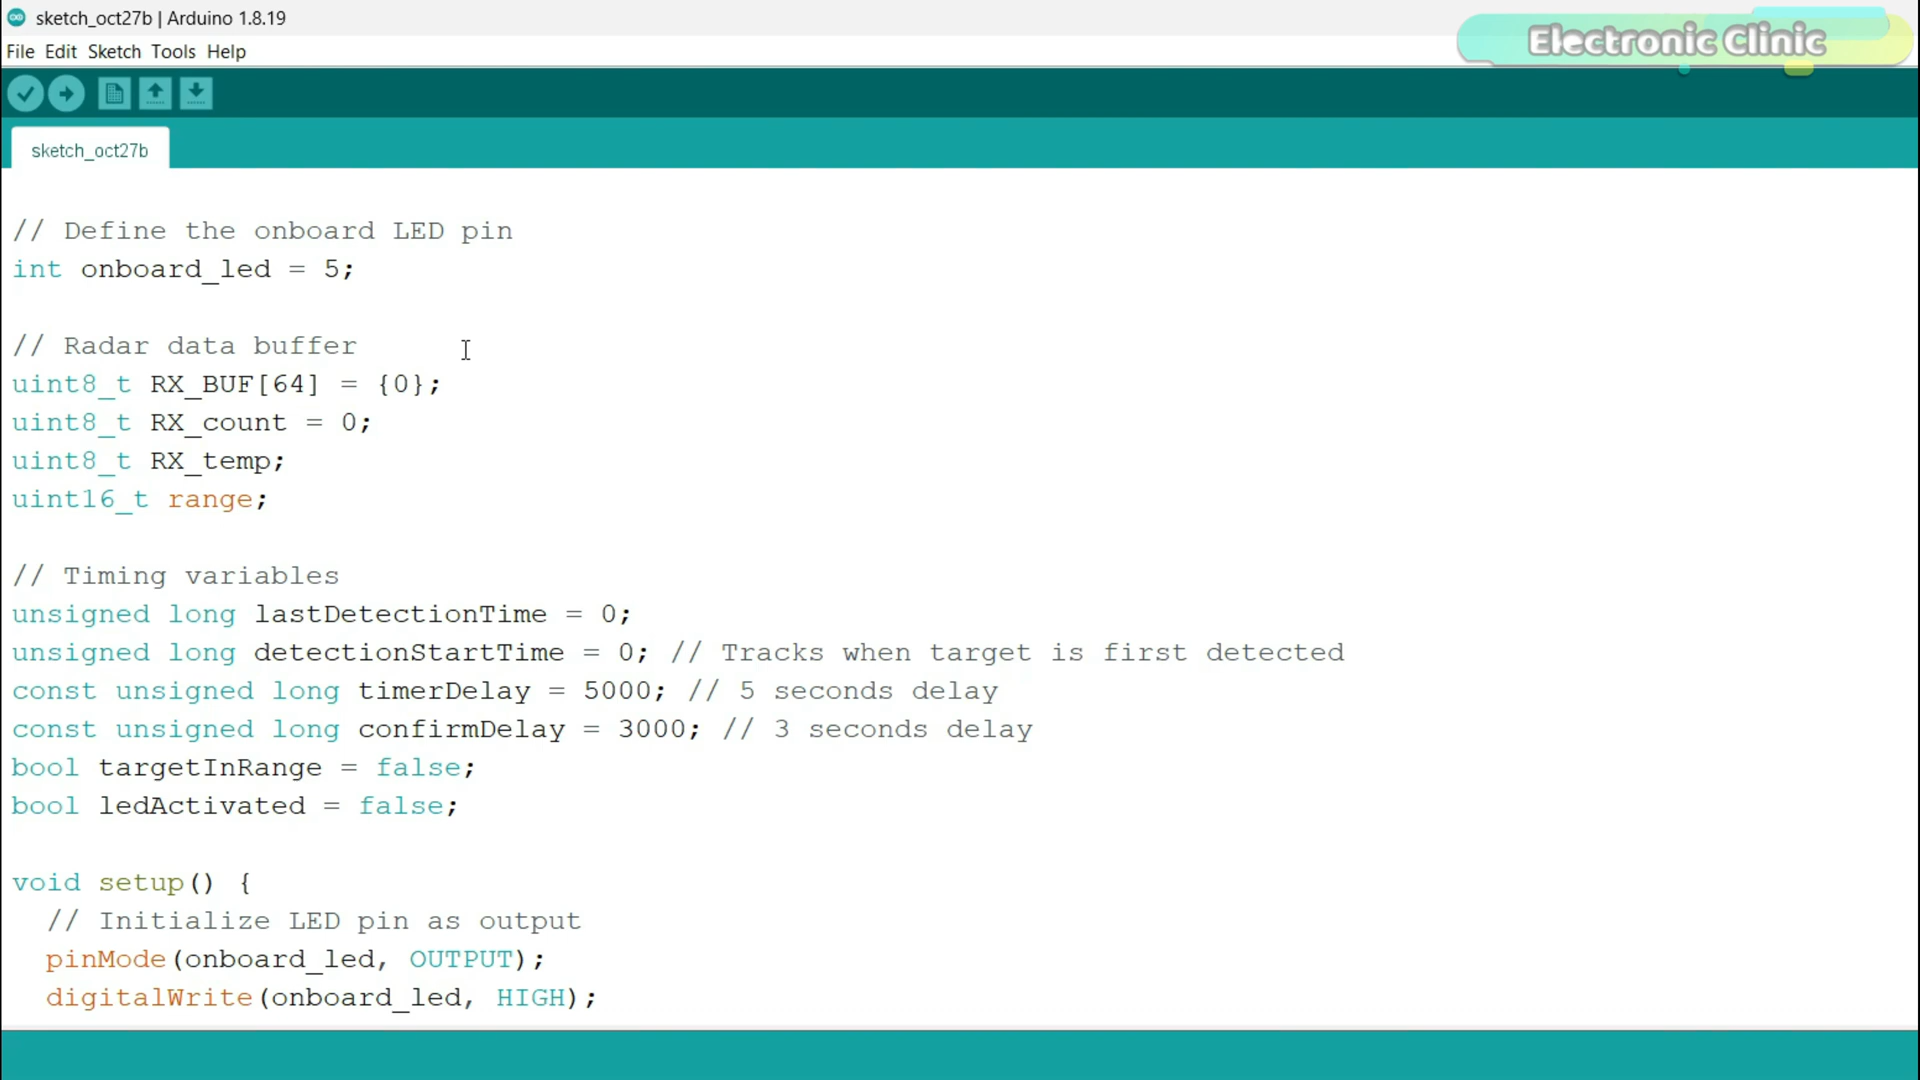 sketch_oct27b | Arduino 1.8.19
File Edit Sketch Tools Help
Electronic Clinic
sketch_oct27b
// Define the onboard LED pin
int onboard_led = 5;
// Radar data buffer
uint8_t RX_BUF[64] = {0};
uint8_t RX_count = 0;
uint8_t RX_temp;
uint16_t range;
// Timing variables
unsigned long lastDetectionTime = 0;
unsigned long detectionStartTime = 0; // Tracks when target is first detected
const unsigned long timerDelay = 5000; // 5 seconds delay
const unsigned long confirmDelay = 3000; // 3 seconds delay
bool targetInRange = false;
bool ledActivated = false;
void setup() {
  // Initialize LED pin as output
  pinMode(onboard_led, OUTPUT);
  digitalWrite(onboard_led, HIGH);